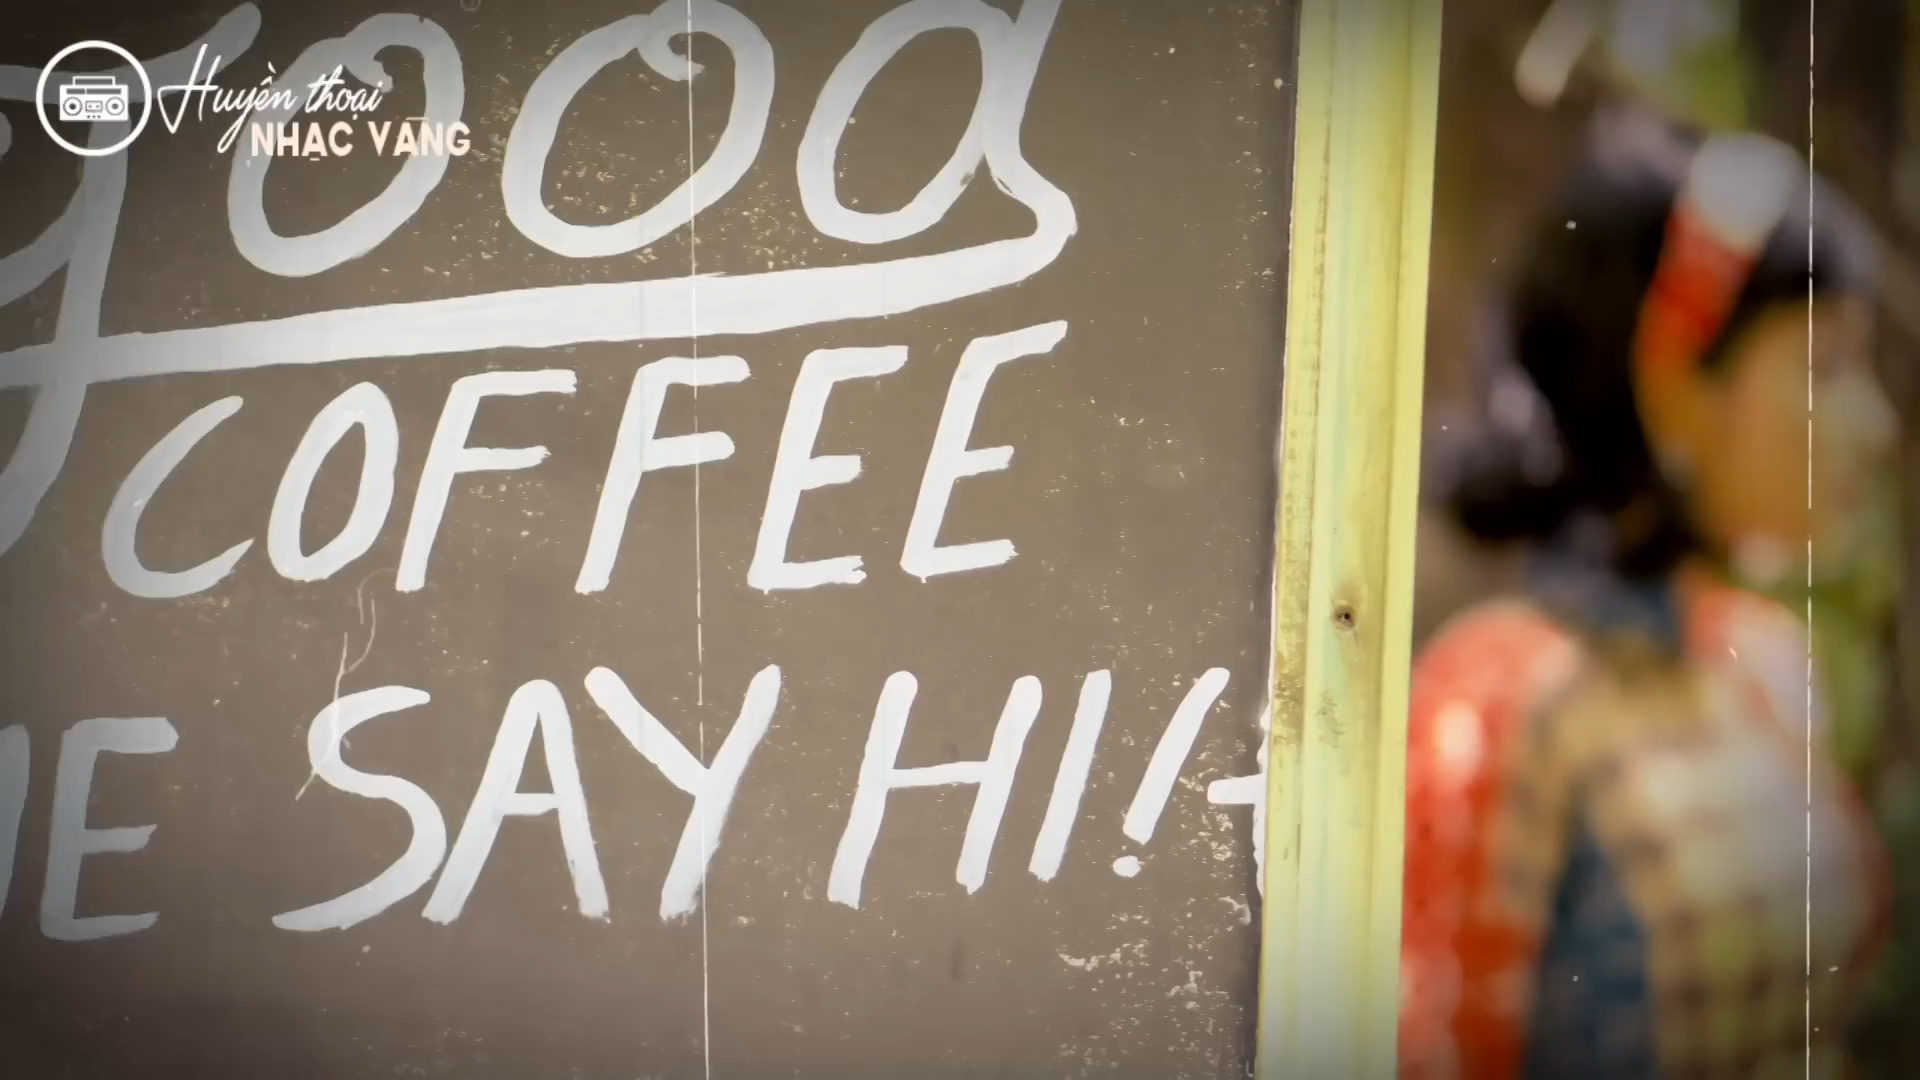 Huyền thoại
NHẠC VÀNG
good
COFFEE
SAY HI!